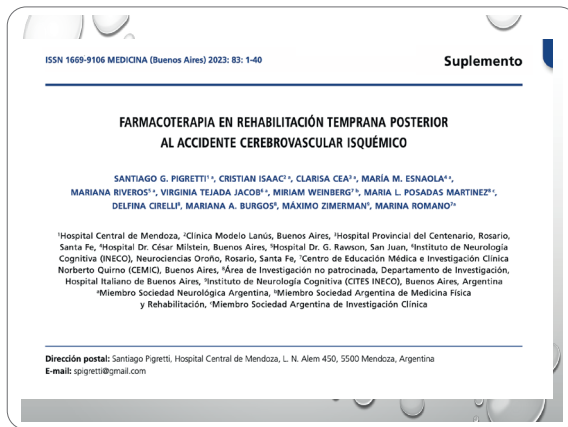 ISSN 1669-9106 MEDICINA (Buenos Aires) 2023: 83: 1-40
Suplemento
FARMACOTERAPIA EN REHABILITACIÓN TEMPRANA POSTERIOR
AL ACCIDENTE CEREBROVASCULAR ISQUÉMICO
SANTIAGO G. PIGRETTI¹ ᵃ, CRISTIAN ISAAC² ᵃ, CLARISA CEA³ ᵃ, MARÍA M. ESNAOLA⁴ ᵃ,
MARIANA RIVEROS⁵ ᵃ, VIRGINIA TEJADA JACOB⁶ ᵃ, MIRIAM WEINBERG⁷ ᵇ, MARIA L. POSADAS MARTINEZ⁸ ᶜ,
DELFINA CIRELLI⁸, MARIANA A. BURGOS⁸, MÁXIMO ZIMERMAN⁹, MARINA ROMANO⁷ᵃ
¹Hospital Central de Mendoza, ²Clínica Modelo Lanús, Buenos Aires, ³Hospital Provincial del Centenario, Rosario,
Santa Fe, ⁴Hospital Dr. César Milstein, Buenos Aires, ⁵Hospital Dr. G. Rawson, San Juan, ⁶Instituto de Neurología
Cognitiva (INECO), Neurociencias Oroño, Rosario, Santa Fe, ⁷Centro de Educación Médica e Investigación Clínica
Norberto Quirno (CEMIC), Buenos Aires, ⁸Área de Investigación no patrocinada, Departamento de Investigación,
Hospital Italiano de Buenos Aires, ⁹Instituto de Neurología Cognitiva (CITES INECO), Buenos Aires, Argentina
ᵃMiembro Sociedad Neurológica Argentina, ᵇMiembro Sociedad Argentina de Medicina Física
y Rehabilitación, ᶜMiembro Sociedad Argentina de Investigación Clínica
Dirección postal: Santiago Pigretti, Hospital Central de Mendoza, L. N. Alem 450, 5500 Mendoza, Argentina
E-mail: spigretti@gmail.com